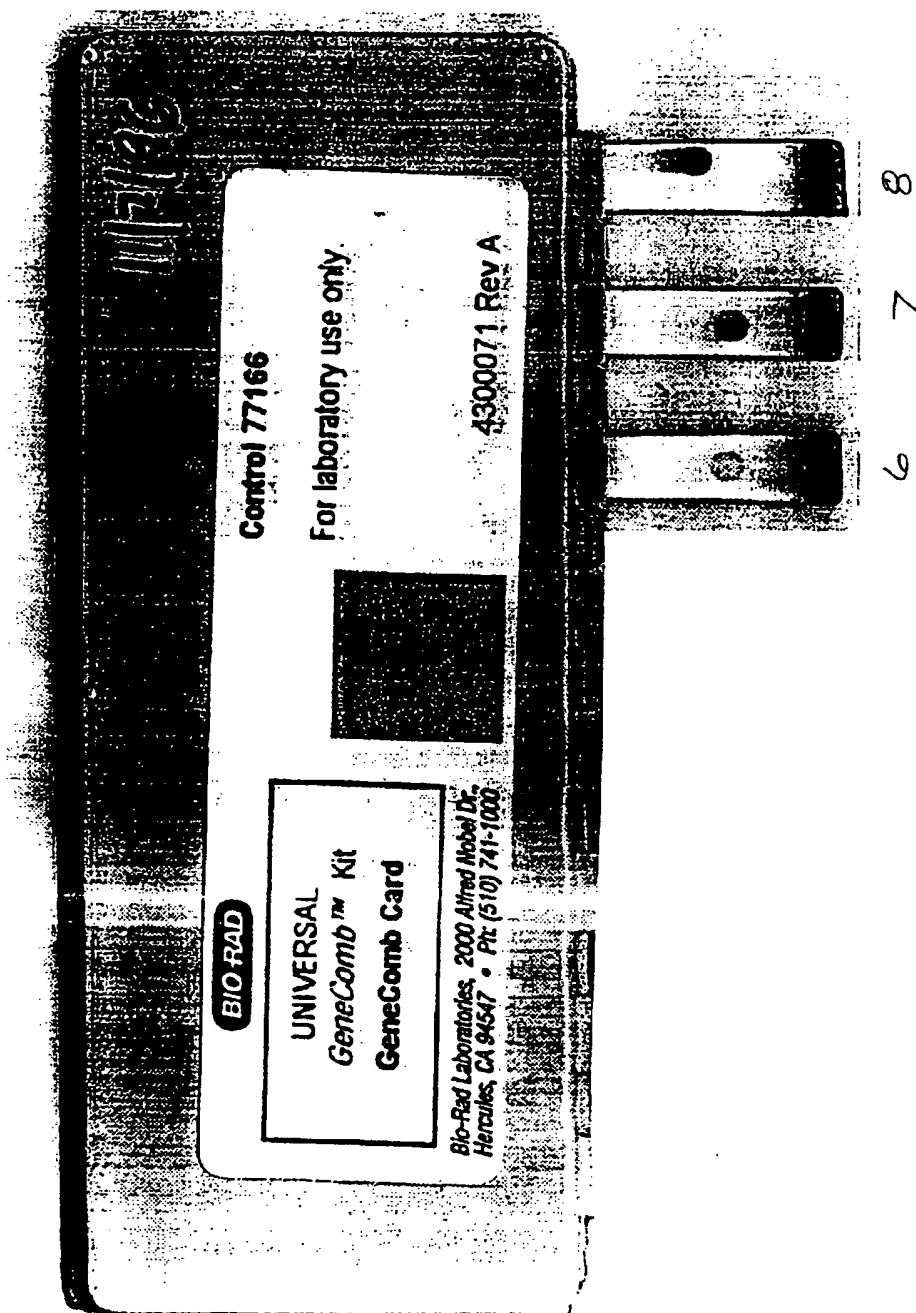 BIO-RAD
UNIVERSAL
GeneComb™ Kit
GeneComb Card
Bio-Rad Laboratories, 2000 Alfred Nobel Dr.,
Hercules, CA 94547 • Ph: (510) 741-1000
Control 77166
For laboratory use only.
4300071 Rev A
6 7 8